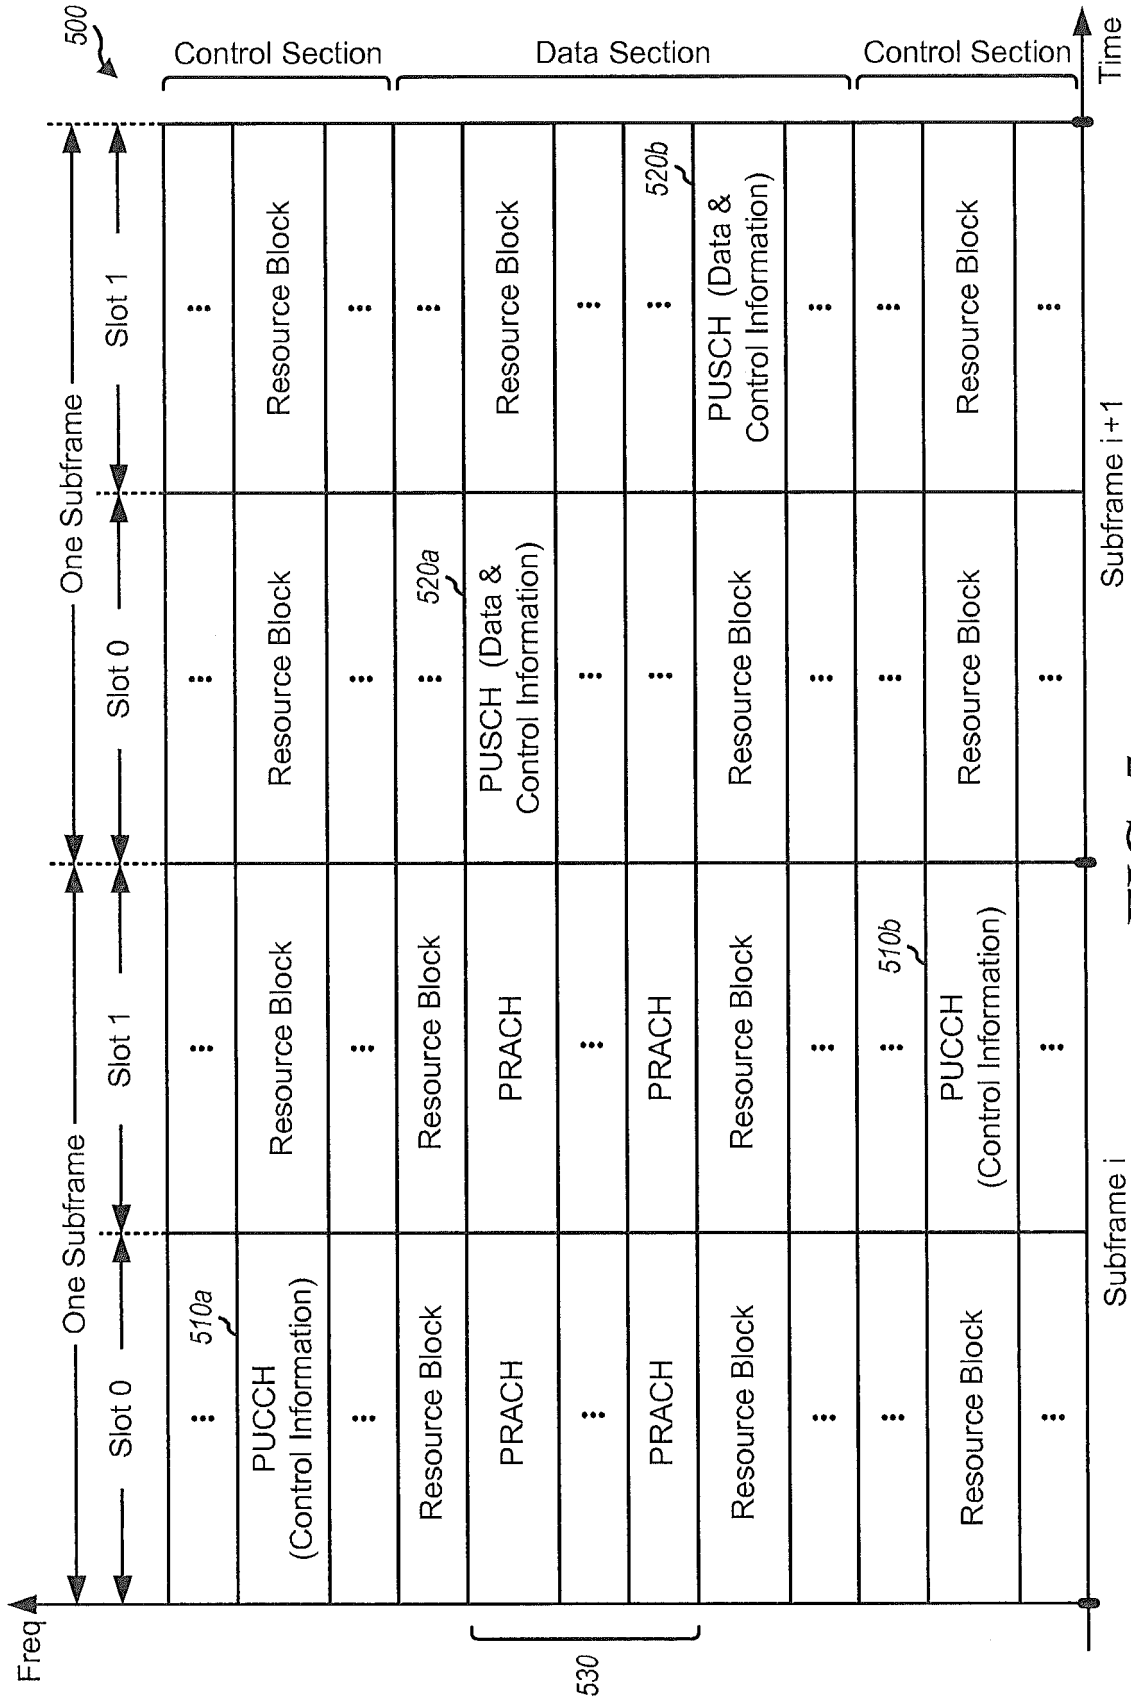 500
One Subframe
One Subframe
Slot 0
Slot 1
Slot 0
Slot 1
Freq
...
...
...
...
Control Section
510a
PUCCH
(Control Information)
Resource Block
Resource Block
Resource Block
...
...
...
...
Resource Block
Resource Block
...
...
Data Section
520a
530
PRACH
PRACH
PUSCH (Data &
Control Information)
Resource Block
...
...
...
...
PRACH
PRACH
...
...
520b
Resource Block
Resource Block
Resource Block
PUSCH (Data &
Control Information)
...
...
...
...
...
...
...
...
Control Section
510b
Resource Block
PUCCH
(Control Information)
Resource Block
Resource Block
...
...
...
...
Time
Subframe i
Subframe i +1